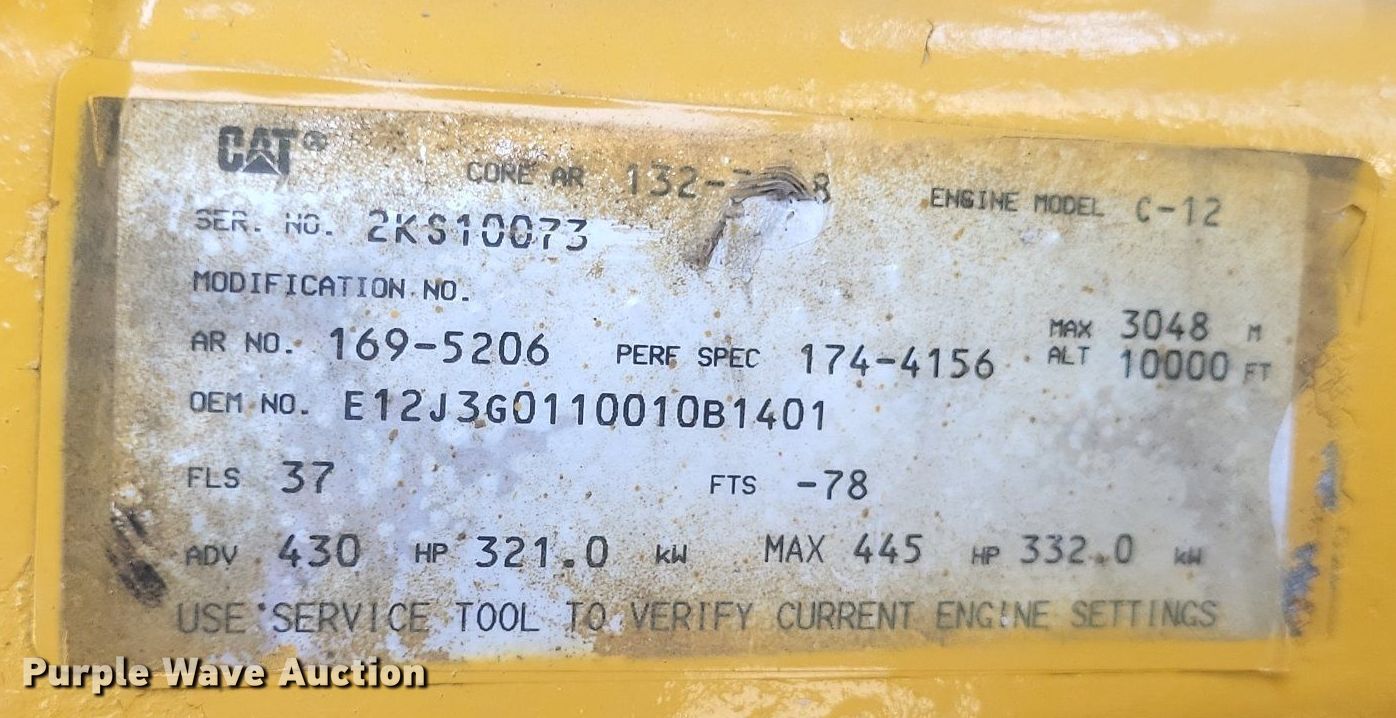 CAT®
CORE AR 132- ENGINE MODEL C-12
SER. NO. 2KS10073
MODIFICATION NO.
AR NO. 169-5206 PERF SPEC 174-4156 MAX ALT 3048 M 10000 FT
OEM NO. E12J3G0110010B1401
FLS 37 FTS -78
ADV 430 HP 321.0 kW MAX 445 HP 332.0 kW
USE SERVICE TOOL TO VERIFY CURRENT ENGINE SETTINGS
Purple Wave Auction